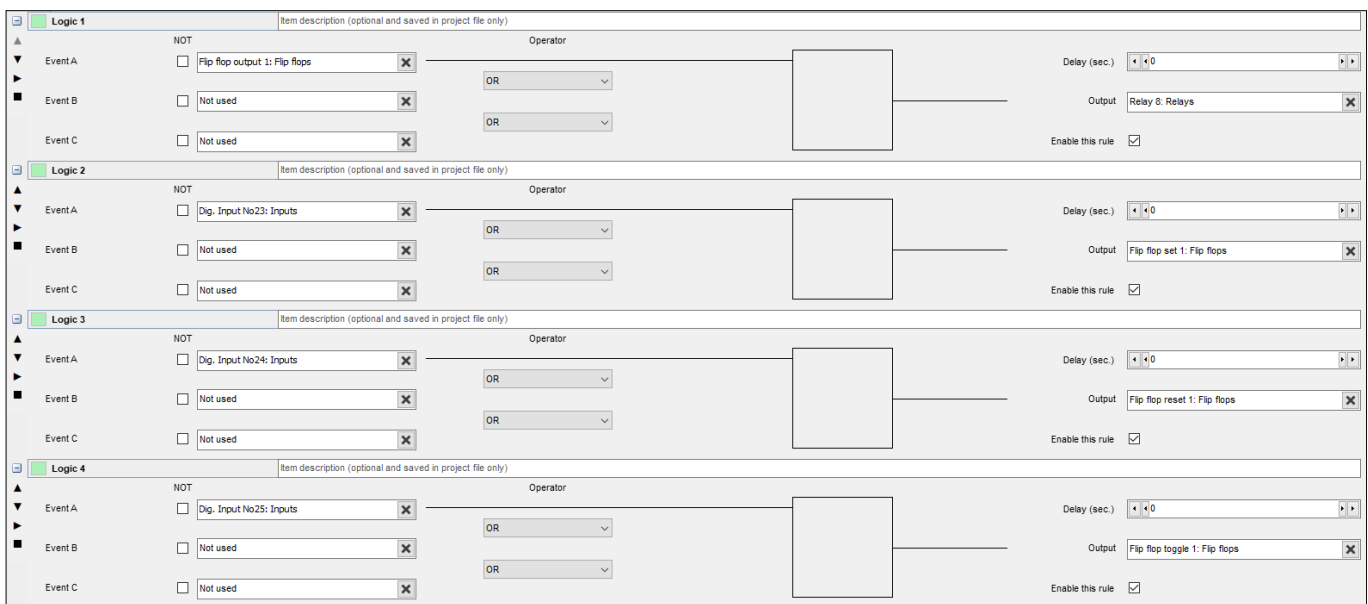 Logic 1 Item description (optional and saved in project file only)
NOT Operator
Event A Flip flop output 1: Flip flops Delay (sec.) 0
OR
Event B Not used Output Relay 8: Relays
OR
Event C Not used Enable this rule
Logic 2 Item description (optional and saved in project file only)
NOT Operator
Event A Dig. Input No23: Inputs Delay (sec.) 0
OR
Event B Not used Output Flip flop set 1: Flip flops
OR
Event C Not used Enable this rule
Logic 3 Item description (optional and saved in project file only)
NOT Operator
Event A Dig. Input No24: Inputs Delay (sec.) 0
OR
Event B Not used Output Flip flop reset 1: Flip flops
OR
Event C Not used Enable this rule
Logic 4 Item description (optional and saved in project file only)
NOT Operator
Event A Dig. Input No25: Inputs Delay (sec.) 0
OR
Event B Not used Output Flip flop toggle 1: Flip flops
OR
Event C Not used Enable this rule